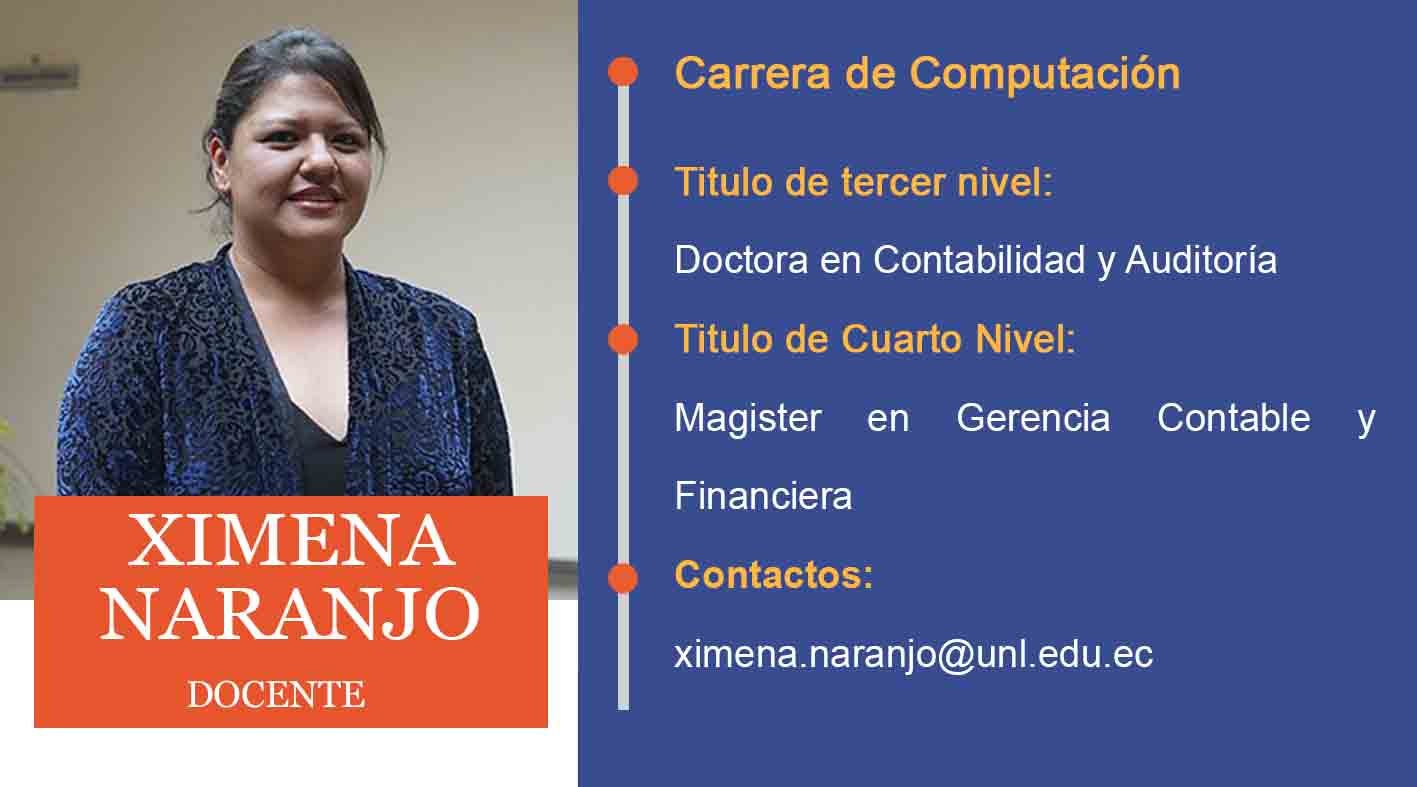 XIMENA
NARANJO
DOCENTE
Carrera de Computación
Titulo de tercer nivel:
Doctora en Contabilidad y Auditoría
Titulo de Cuarto Nivel:
Magister en Gerencia Contable y
Financiera
Contactos:
ximena.naranjo@unl.edu.ec